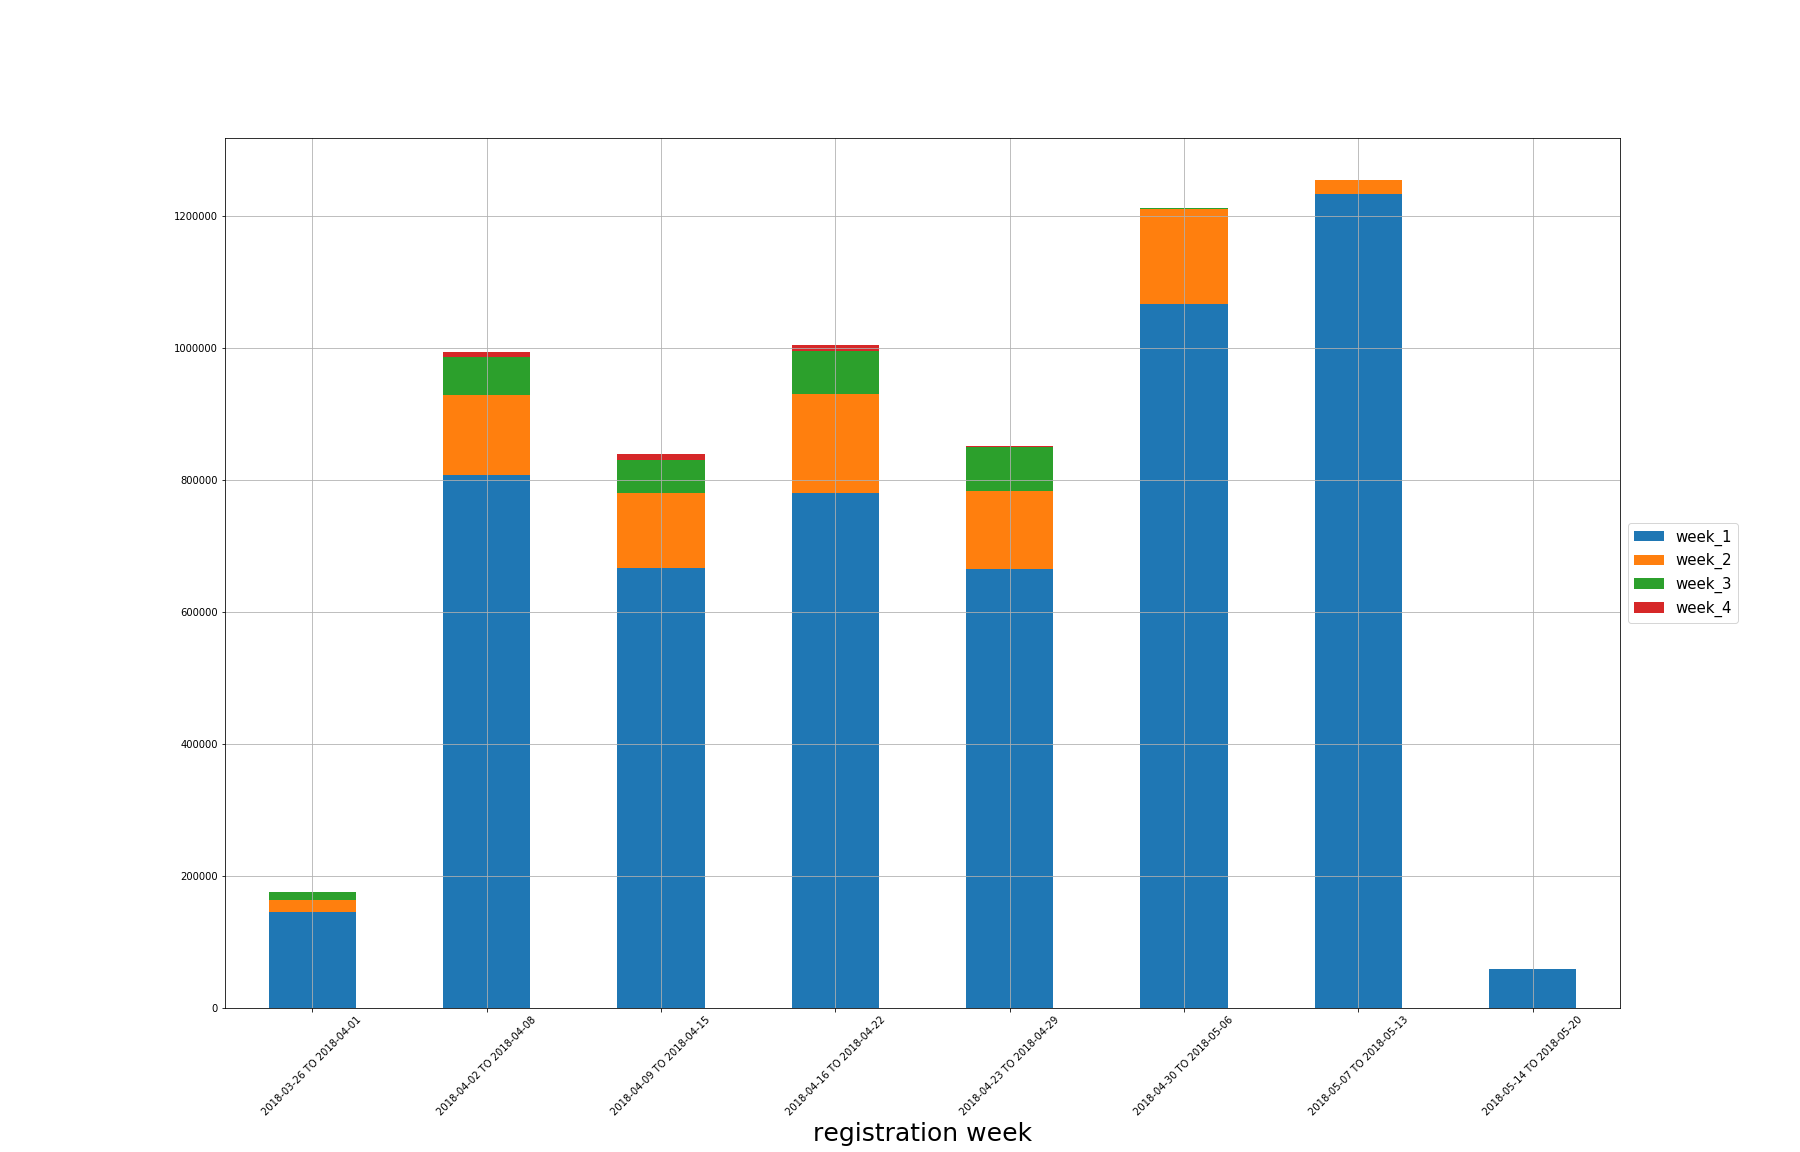 1200000
1000000
800000
600000
400000
200000
0
week_1
week_2
week_3
week_4
2018-03-26 TO 2018-04-01
2018-04-02 TO 2018-04-08
2018-04-09 TO 2018-04-15
2018-04-16 TO 2018-04-22
2018-04-23 TO 2018-04-29
2018-04-30 TO 2018-05-06
2018-05-07 TO 2018-05-13
2018-05-14 TO 2018-05-20
registration week